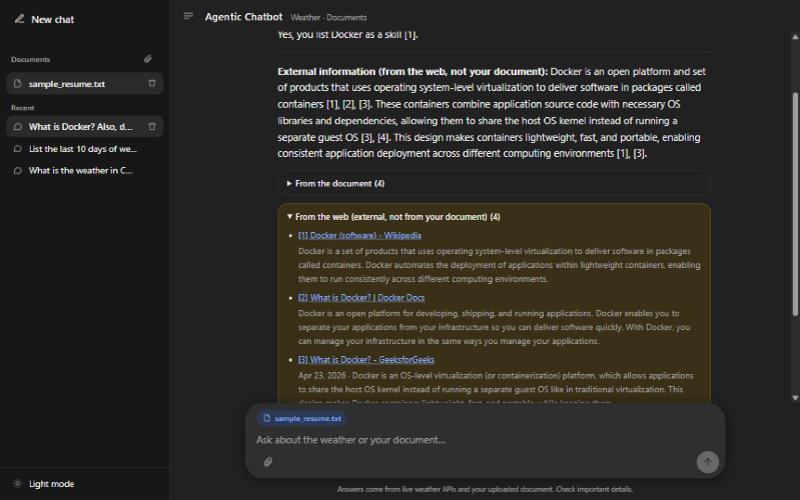 New chat
Documents
sample_resume.txt
Recent
What is Docker? Also, d...
List the last 10 days of we...
What is the weather in C...
Light mode
Agentic Chatbot Weather · Documents
Yes, you list Docker as a skill [1].
External information (from the web, not your document): Docker is an open platform and set
of products that uses operating-system-level virtualization to deliver software in packages called
containers [1], [2], [3]. These containers combine application source code with necessary OS
libraries and dependencies, allowing them to share the host OS kernel instead of running a
separate guest OS [3], [4]. This design makes containers lightweight, fast, and portable, enabling
consistent application deployment across different computing environments [1], [3].
From the document (4)
From the web (external, not from your document) (4)
[1] Docker (software) - Wikipedia
Docker is a set of products that uses operating-system-level virtualization to deliver software in packages
called containers. Docker automates the deployment of applications within lightweight containers, enabling
them to run consistently across different computing environments.
[2] What is Docker? | Docker Docs
Docker is an open platform for developing, shipping, and running applications. Docker enables you to
separate your applications from your infrastructure so you can deliver software quickly. With Docker, you
can manage your infrastructure in the same ways you manage your applications.
[3] What is Docker? - GeeksforGeeks
Apr 23, 2026 · Docker is an OS-level virtualization (or containerization) platform, which allows applications
to share the host OS kernel instead of running a separate guest OS like in traditional virtualization. This
design makes Docker containers lightweight, fast, and portable, while keeping them
sample_resume.txt
Ask about the weather or your document...
Answers come from live weather APIs and your uploaded document. Check important details.